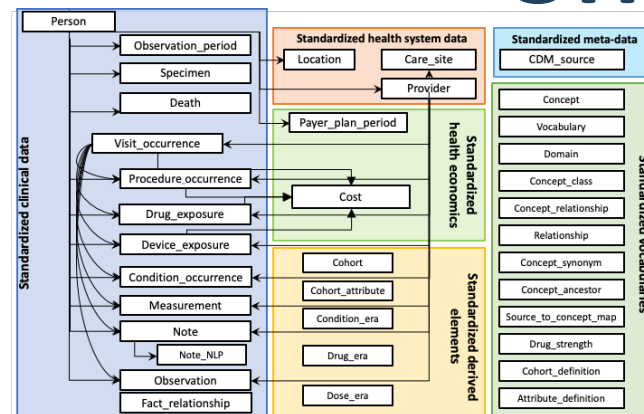 Person
Observation_period
Specimen
Death
Visit_occurrence
Procedure_occurrence
Drug_exposure
Device_exposure
Condition_occurrence
Measurement
Note
Note_NLP
Observation
Fact_relationship
Standardized clinical data
Standardized health system data
Location
Care_site
Provider
Payer_plan_period
Cost
Standardized
health economics
Cohort
Cohort_attribute
Condition_era
Drug_era
Dose_era
Standardized derived
elements
Standardized meta-data
CDM_source
Concept
Vocabulary
Domain
Concept_class
Concept_relationship
Relationship
Concept_synonym
Concept_ancestor
Source_to_concept_map
Drug_strength
Cohort_definition
Attribute_definition